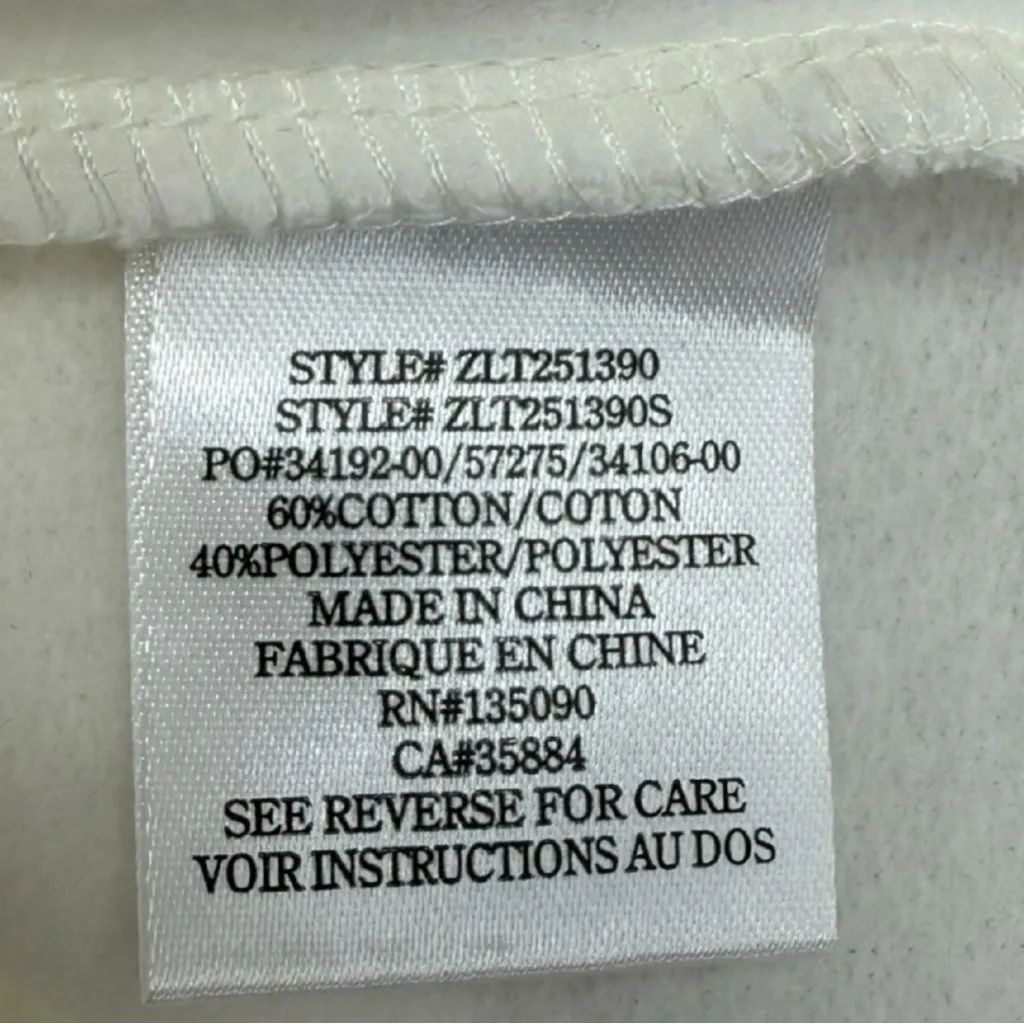 STYLE# ZLT251390
STYLE# ZLT251390S
PO#34192-00/57275/34106-00
60%COTTON/COTON
40%POLYESTER/POLYESTER
MADE IN CHINA
FABRIQUE EN CHINE
RN#135090
CA#35884
SEE REVERSE FOR CARE
VOIR INSTRUCTIONS AU DOS